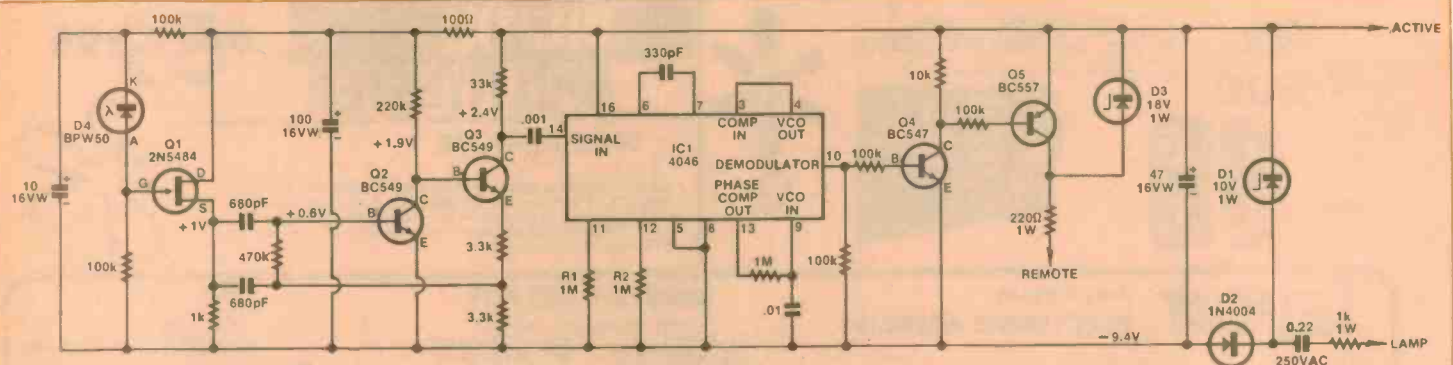 100k
100Ω
ACTIVE
K
D4
BPW50
A
10
16VW
Q1
2N5484
G
D
S
+1V
100k
1k
680pF
680pF
470k
+0.6V
100
16VW
220k
+1.9V
Q2
BC549
B
C
E
33k
+2.4V
Q3
BC549
B
C
E
3.3k
3.3k
.001
14
330pF
16
6
7
3
4
SIGNAL
IN
COMP
IN
VCO
OUT
IC1
4046
DEMODULATOR
10
PHASE
COMP
OUT
VCO
IN
11
12
5
8
13
9
R1
1M
R2
1M
1M
.01
100k
100k
10k
Q4
BC547
B
C
E
100k
Q5
BC557
220Ω
1W
REMOTE
D3
18V
1W
47
16VW
D1
10V
1W
−9.4V
D2
1N4004
0.22
250VAC
1k
1W
LAMP